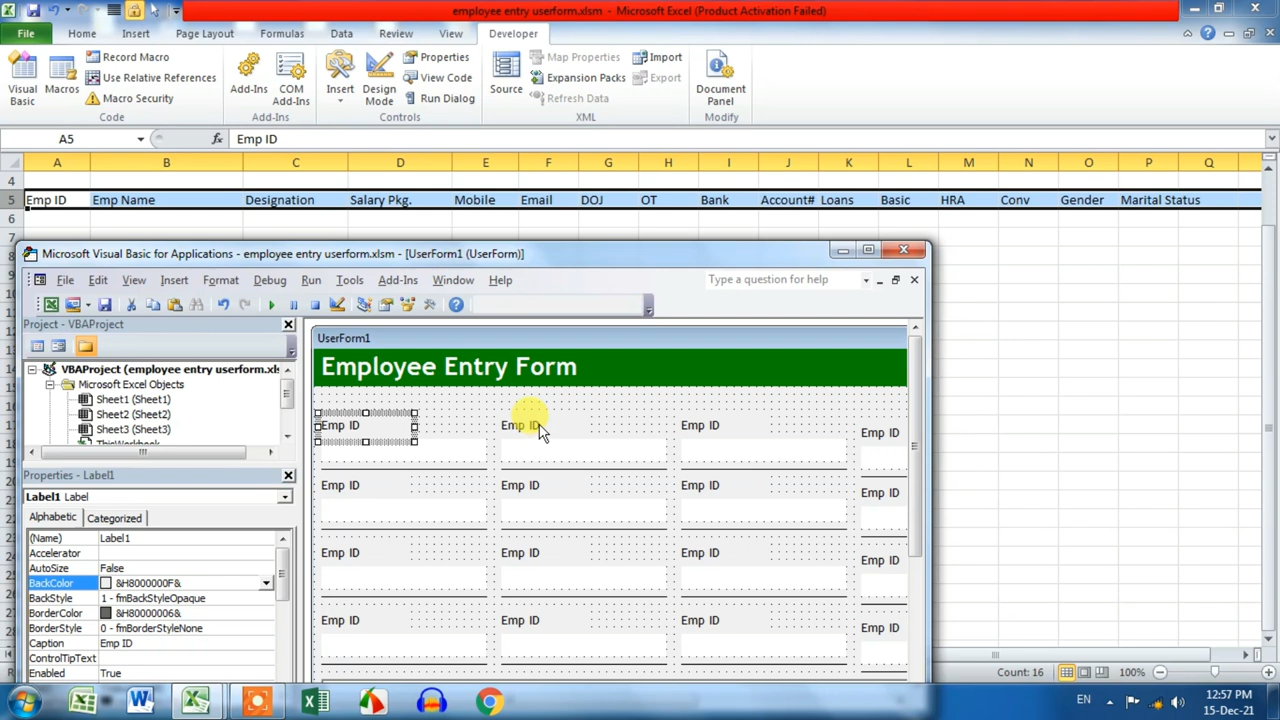 employee entry userform.xlsm - Microsoft Excel (Product Activation Failed)
File Home Insert Page Layout Formulas Data Review View Developer
Visual Basic
Macros
Record Macro
Use Relative References
Macro Security
Code
Add-Ins
COM Add-Ins
Add-Ins
Insert
Design Mode
Properties
View Code
Run Dialog
Controls
Source
Map Properties
Expansion Packs
Refresh Data
Import
Export
XML
Document Panel
Modify
A5 fx Emp ID
A B C D E F G H I J K L M N O P Q
4
5 Emp ID Emp Name Designation Salary Pkg. Mobile Email DOJ OT Bank Account# Loans Basic HRA Conv Gender Marital Status
6
7
Microsoft Visual Basic for Applications - employee entry userform.xlsm - [UserForm1 (UserForm)]
File Edit View Insert Format Debug Run Tools Add-Ins Window Help Type a question for help
Project - VBAProject
VBAProject (employee entry userform.xls
Microsoft Excel Objects
Sheet1 (Sheet1)
Sheet2 (Sheet2)
Sheet3 (Sheet3)
ThisWorkbook
Properties - Label1
Label1 Label
Alphabetic Categorized
(Name) Label1
Accelerator
AutoSize False
BackColor &H8000000F&
BackStyle 1 - fmBackStyleOpaque
BorderColor &H80000006&
BorderStyle 0 - fmBorderStyleNone
Caption Emp ID
ControlTipText
Enabled True
UserForm1
Employee Entry Form
Emp ID Emp ID Emp ID Emp ID
Emp ID Emp ID Emp ID Emp ID
Emp ID Emp ID Emp ID Emp ID
Emp ID Emp ID Emp ID Emp ID
Count: 16 100%
EN 12:57 PM
15-Dec-21